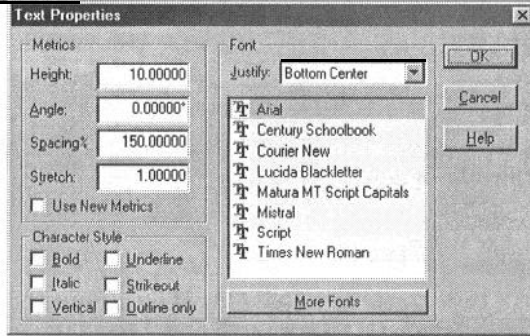 Text Properties
Metrics
Height: 10.00000
Angle: 0.00000°
Spacing% 150.00000
Stretch: 1.00000
Use New Metrics
Character Style
Bold Underline
Italic Strikeout
Vertical Outline only
Font
Justify: Bottom Center
Arial
Century Schoolbook
Courier New
Lucida Blackletter
Matura MT Script Capitals
Mistral
Script
Times New Roman
More Fonts
OK
Cancel
Help